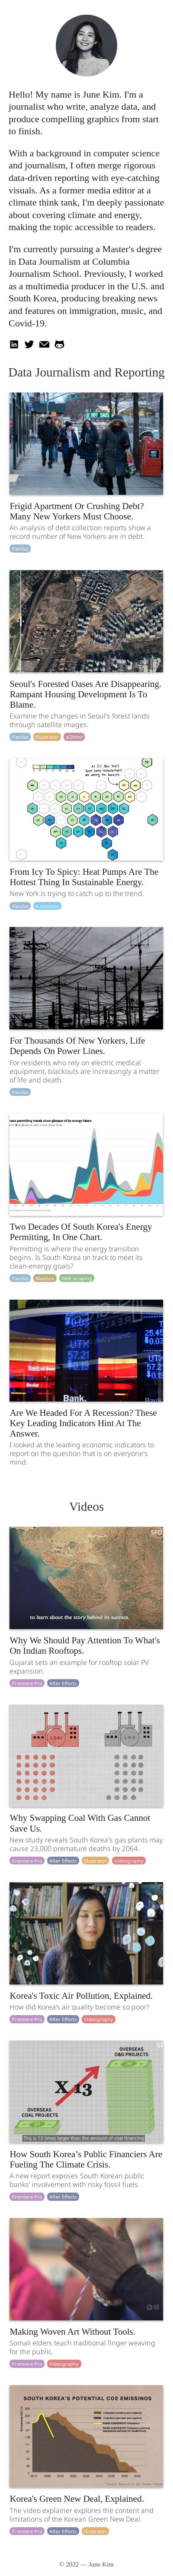 Hello! My name is June Kim. I'm a
journalist who write, analyze data, and
produce compelling graphics from start
to finish.
With a background in computer science
and journalism, I often merge rigorous
data-driven reporting with eye-catching
visuals. As a former media editor at a
climate think tank, I'm deeply passionate
about covering climate and energy,
making the topic accessible to readers.
I'm currently pursuing a Master's degree
in Data Journalism at Columbia
Journalism School. Previously, I worked
as a multimedia producer in the U.S. and
South Korea, producing breaking news
and features on immigration, music, and
Covid-19.
Data Journalism and Reporting
Frigid Apartment Or Crushing Debt?
Many New Yorkers Must Choose.
An analysis of debt collection reports show a
record number of New Yorkers are in debt.
Pandas
Seoul's Forested Oases Are Disappearing.
Rampant Housing Development Is To
Blame.
Examine the changes in Seoul's forest lands
through satellite images.
Pandas Illustrator ai2html
From Icy To Spicy: Heat Pumps Are The
Hottest Thing In Sustainable Energy.
New York is trying to catch up to the trend.
Pandas
For Thousands Of New Yorkers, Life
Depends On Power Lines.
For residents who rely on electric medical
equipment, blackouts are increasingly a matter
of life and death.
Pandas
Two Decades Of South Korea's Energy
Permitting, In One Chart.
Permitting is where the energy transition
begins. Is South Korea on track to meet its
clean-energy goals?
Pandas Mapbox Web scraping
UTX
57.21
Bank.
Are We Headed For A Recession? These
Key Leading Indicators Hint At The
Answer.
I looked at the leading economic indicators to
report on the question that is on everyone's
mind.
Videos
to learn about the story behind its success.
Why We Should Pay Attention To What's
On Indian Rooftops.
Gujarat sets an example for rooftop solar PV
expansion.
Premiere Pro After Effects
COAL
GAS
Why Swapping Coal With Gas Cannot
Save Us.
New study reveals South Korea's gas plants may
cause 23,000 premature deaths by 2064.
Premiere Pro After Effects Illustrator Videography
Korea's Toxic Air Pollution, Explained.
How did Korea's air quality become so poor?
Premiere Pro After Effects Videography
OVERSEAS
O&G PROJECTS
X 13
OVERSEAS
COAL PROJECTS
This is 13 times larger than the amount of coal financing
How South Korea's Public Financiers Are
Fueling The Climate Crisis.
A new report exposes South Korean public
banks' involvement with risky fossil fuels.
Premiere Pro After Effects
Making Woven Art Without Tools.
Somali elders teach traditional finger weaving
for the public.
Premiere Pro Videography
SOUTH KOREA'S POTENTIAL CO2 EMISSIONS
Korea's Green New Deal, Explained.
The video explainer explores the content and
limitations of the Korean Green New Deal.
Premiere Pro After Effects Illustrator
© 2022 — June Kim